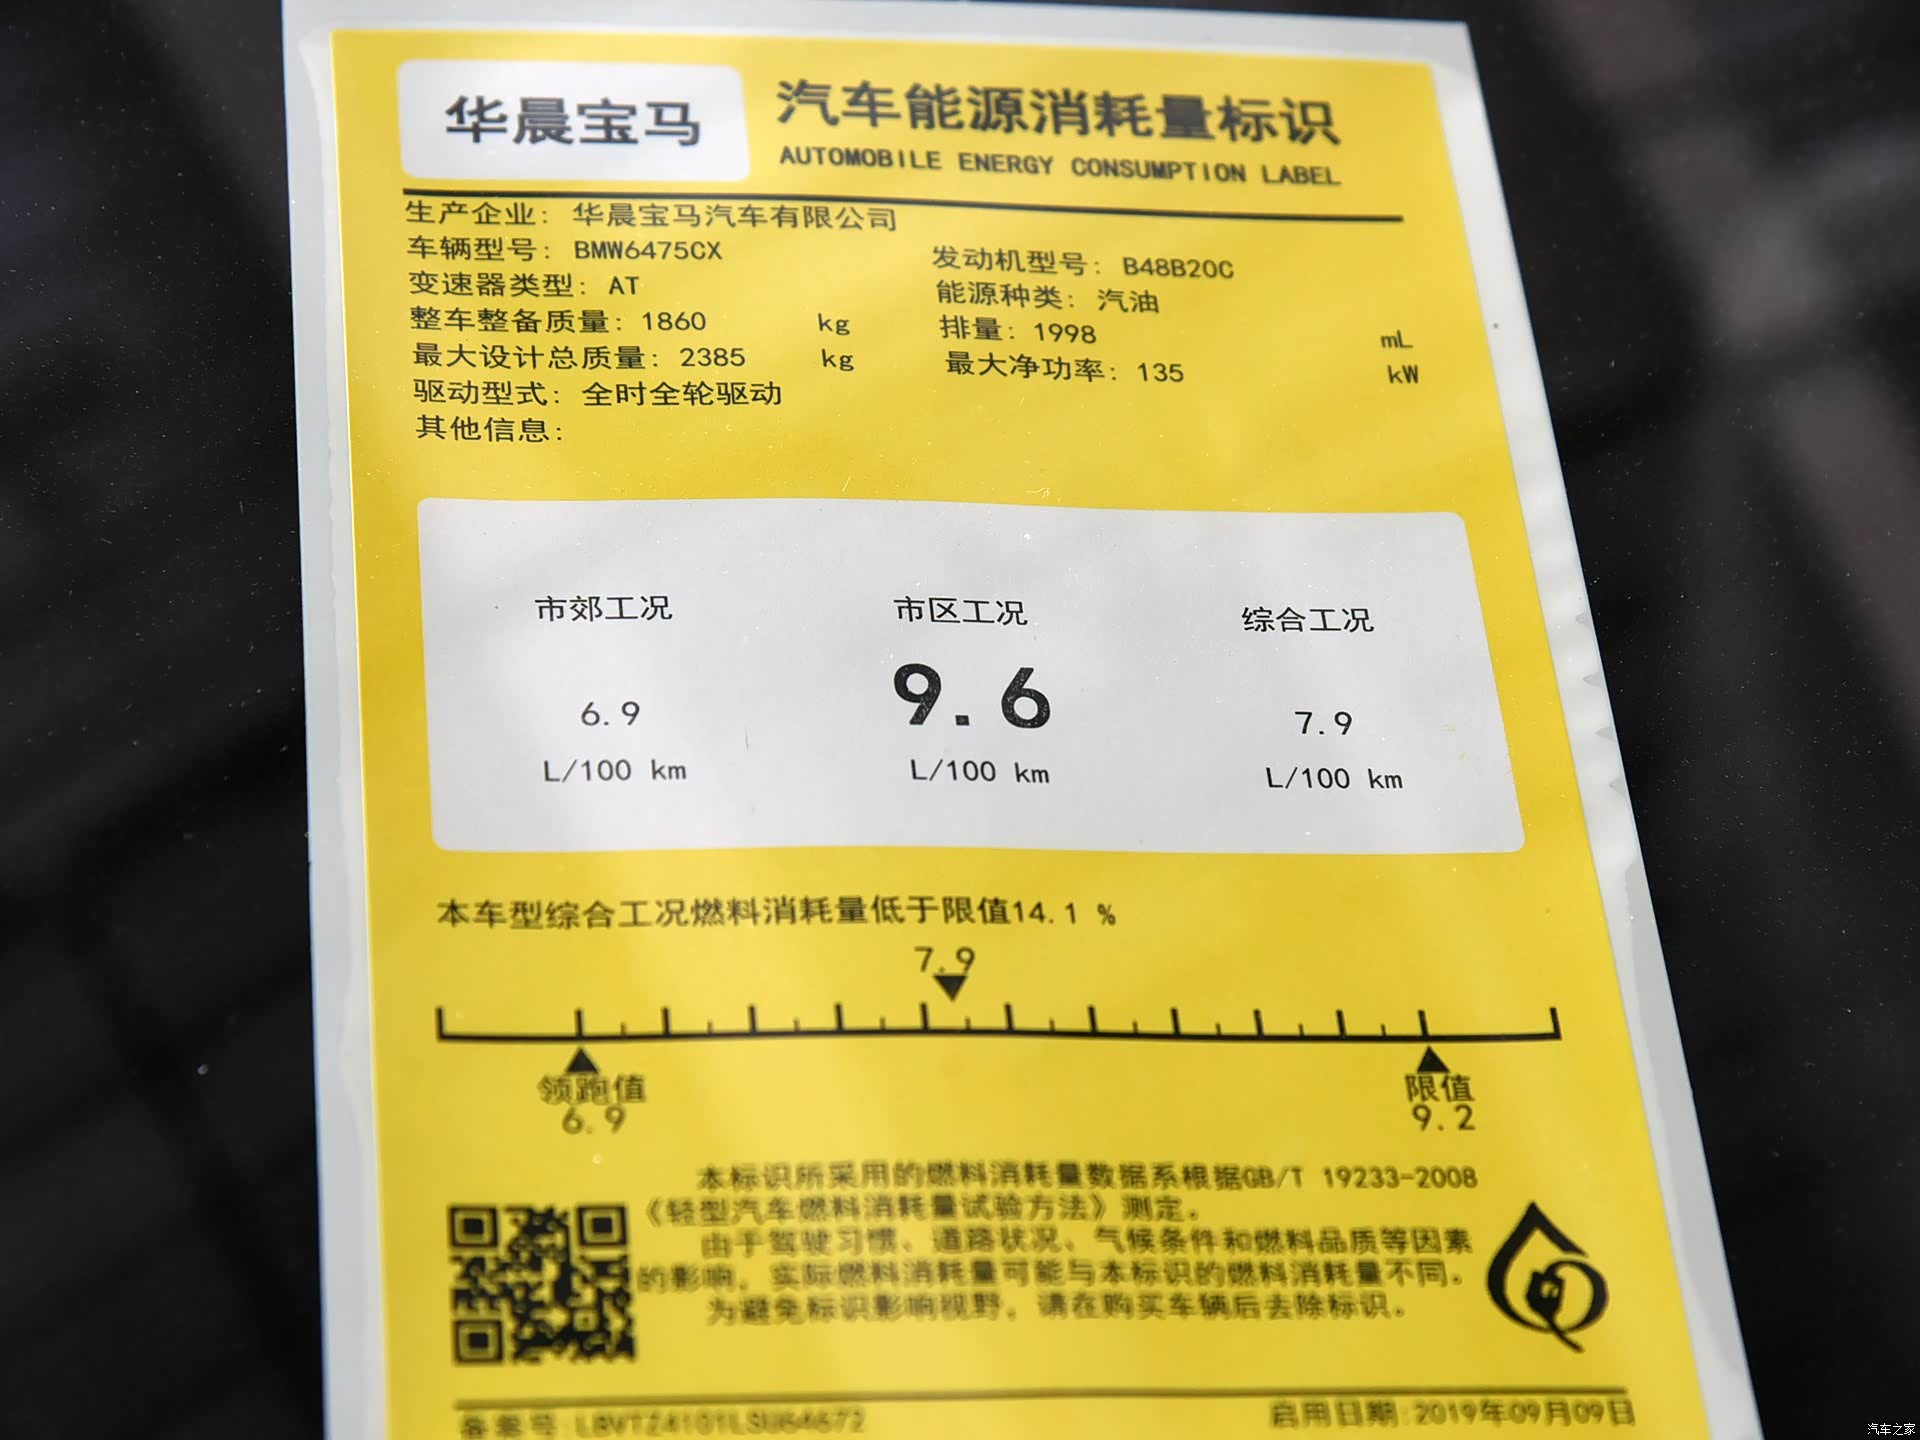 华晨宝马
汽车能源消耗量标识
AUTOMOBILE ENERGY CONSUMPTION LABEL
生产企业: 华晨宝马汽车有限公司
车辆型号: BMW6475CX 发动机型号: B48B20C
变速器类型: AT 能源种类: 汽油
整车整备质量: 1860 kg 排量: 1998 mL
最大设计总质量: 2385 kg 最大净功率: 135 kW
驱动型式: 全时全轮驱动
其他信息:
市郊工况 市区工况 综合工况
6.9 9.6 7.9
L/100 km L/100 km L/100 km
本车型综合工况燃料消耗量低于限值14.1 %
7.9
领跑值 限值
6.9 9.2
本标识所采用的燃料消耗量数据系根据GB/T 19233-2008
《轻型汽车燃料消耗量试验方法》测定。
由于驾驶习惯、道路状况、气候条件和燃料品质等因素
的影响, 实际燃料消耗量可能与本标识的燃料消耗量不同。
为避免标识影响视野, 请在购买车辆后去除标识。
备案号: 启用日期:2019年09月09日
汽车之家